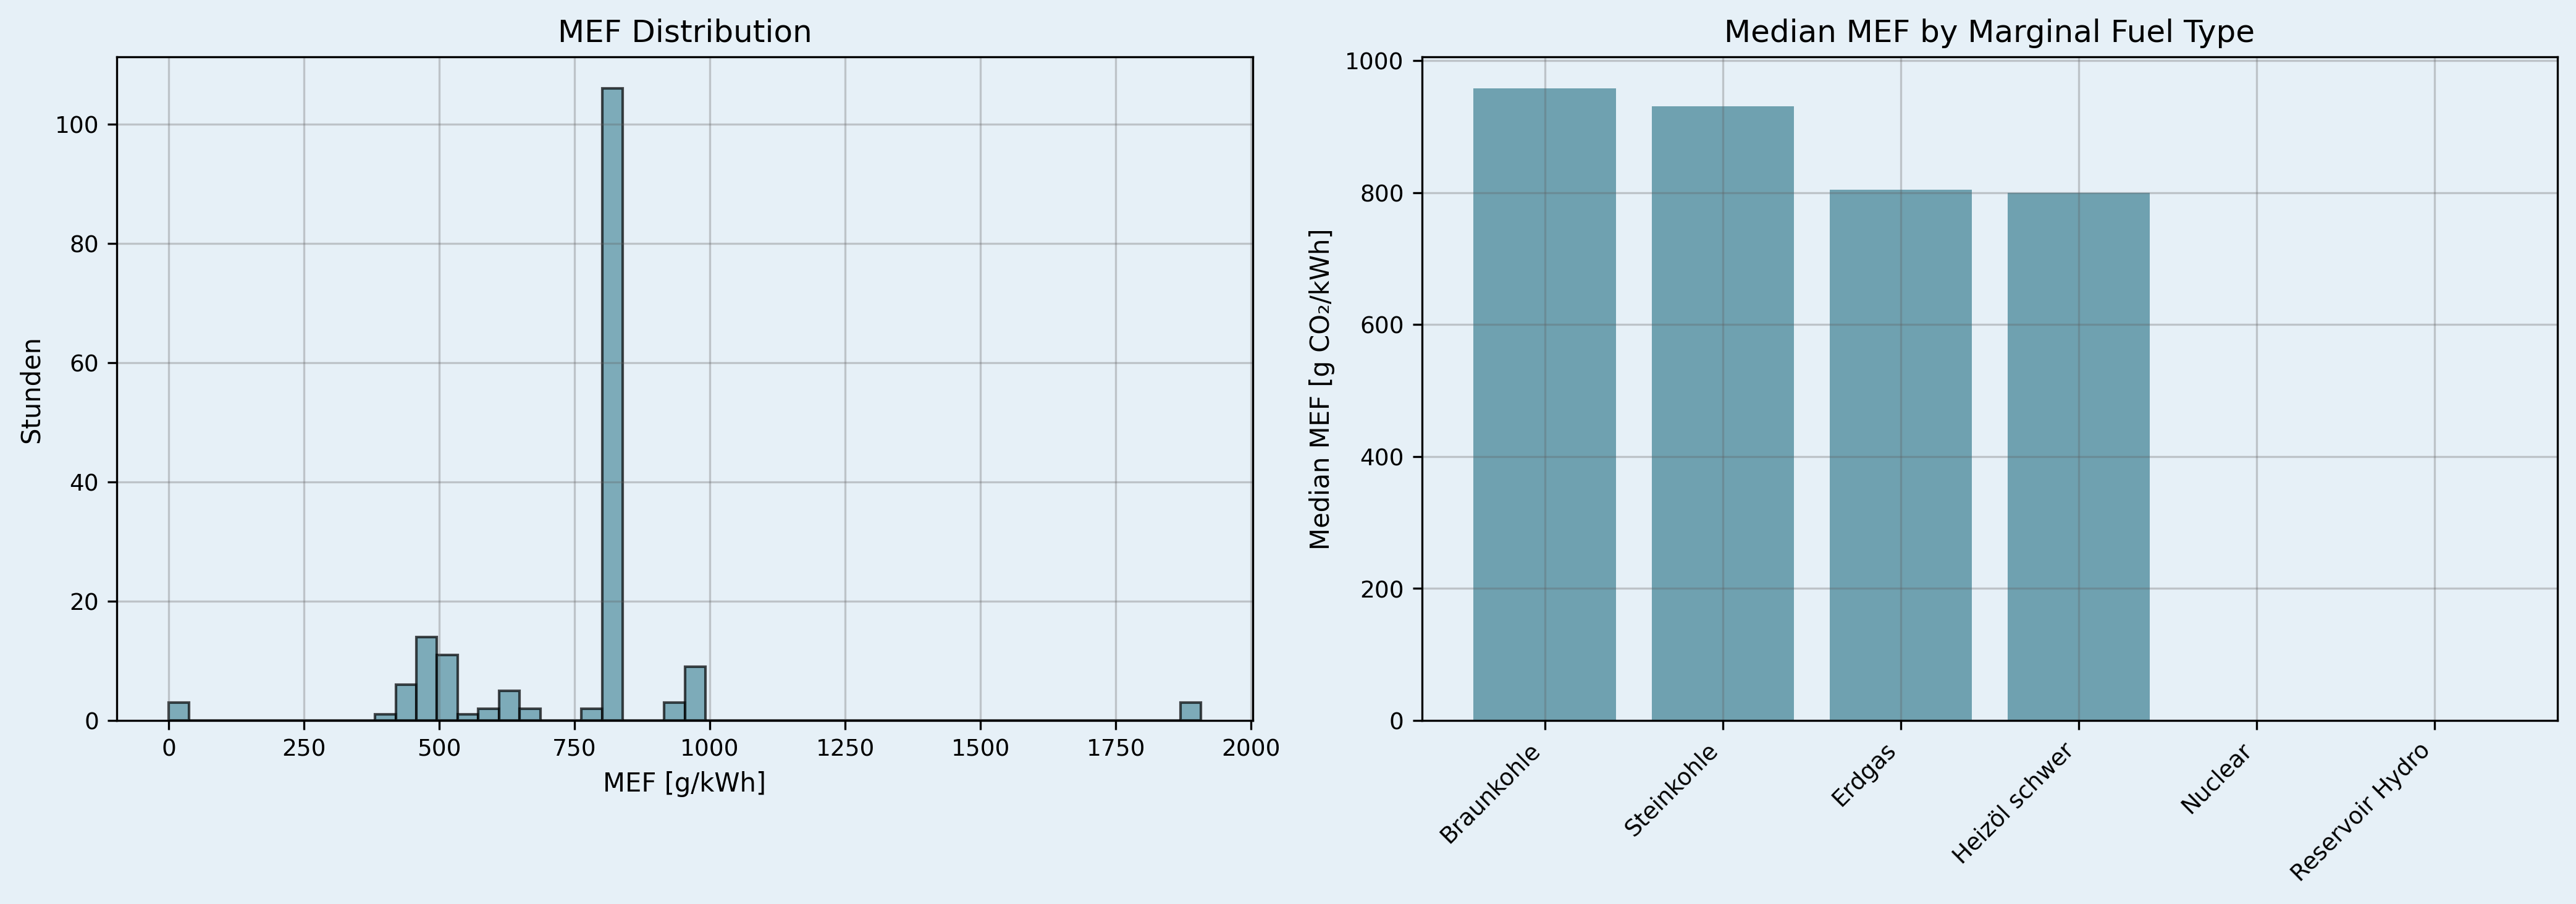 MEF Distribution
Stunden
100
80
60
40
20
0
0 250 500 750 1000 1250 1500 1750 2000
MEF [g/kWh]
Median MEF by Marginal Fuel Type
Median MEF [g CO₂/kWh]
1000
800
600
400
200
0
Braunkohle
Steinkohle
Erdgas
Heizöl schwer
Nuclear
Reservoir Hydro